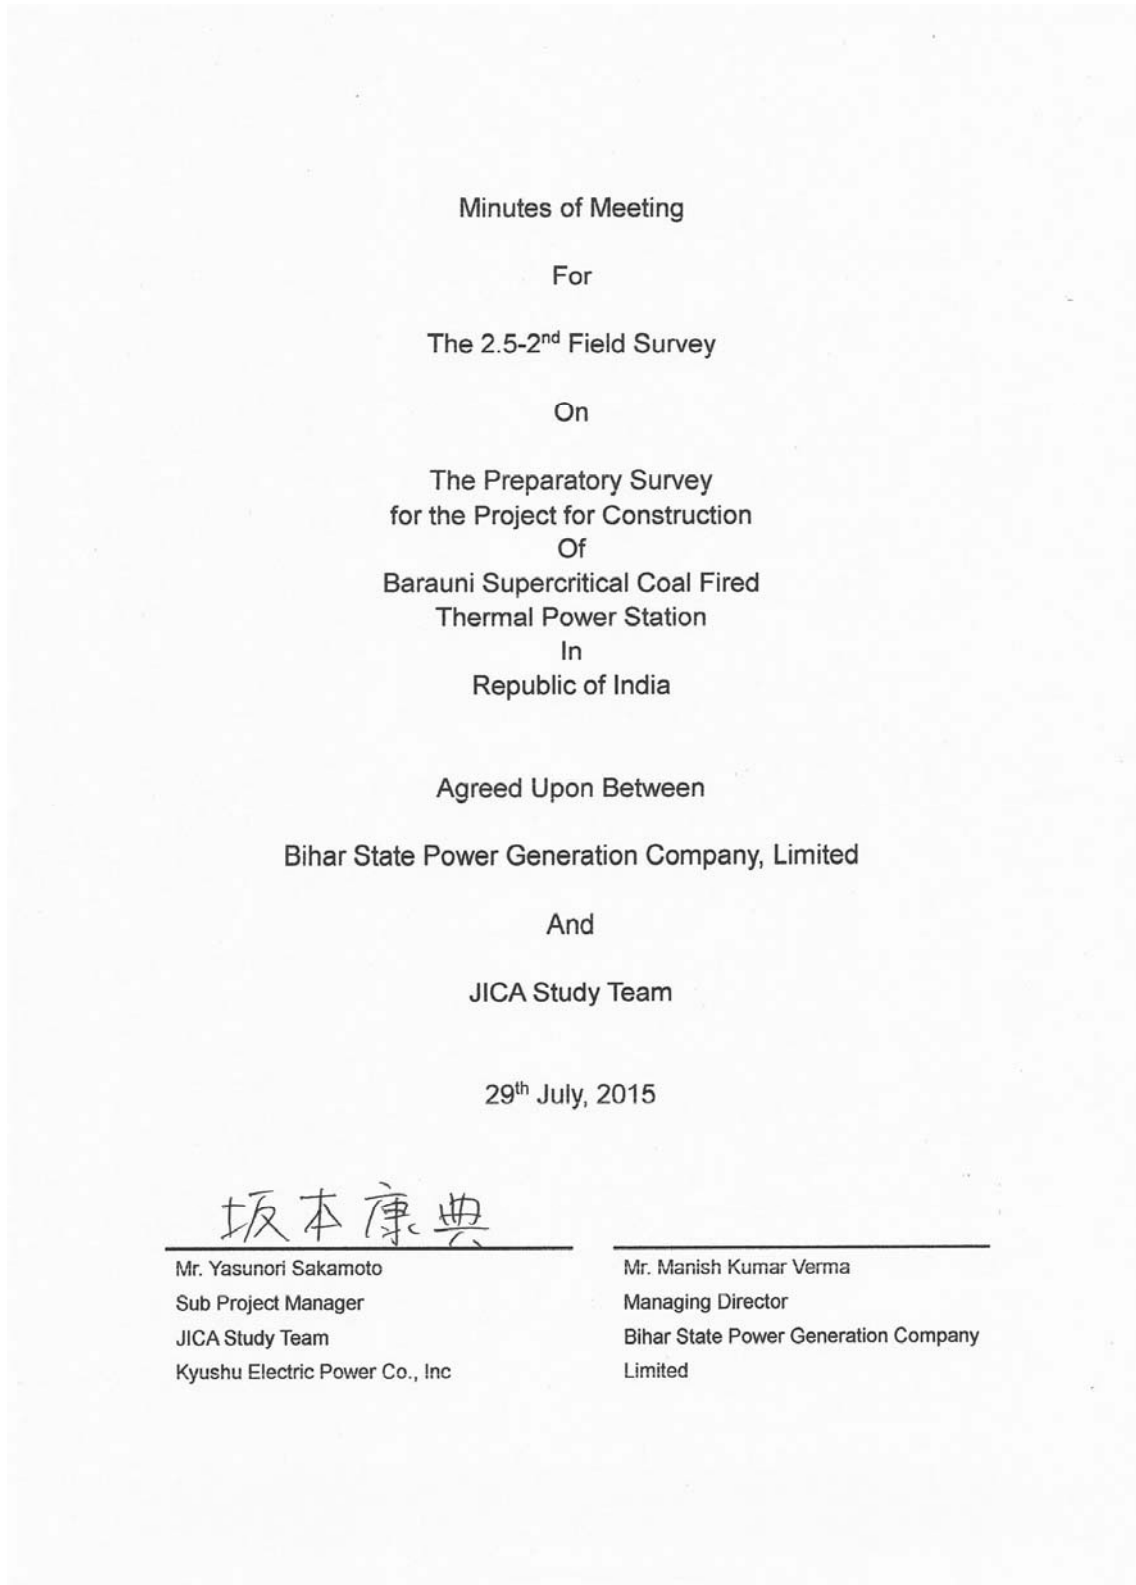 Minutes of Meeting
For
The 2.5-2nd Field Survey
On
The Preparatory Survey
for the Project for Construction
Of
Barauni Supercritical Coal Fired
Thermal Power Station
In
Republic of India
Agreed Upon Between
Bihar State Power Generation Company, Limited
And
JICA Study Team
29th July, 2015
坂本康典
Mr. Yasunori Sakamoto
Sub Project Manager
JICA Study Team
Kyushu Electric Power Co., Inc
Mr. Manish Kumar Verma
Managing Director
Bihar State Power Generation Company
Limited